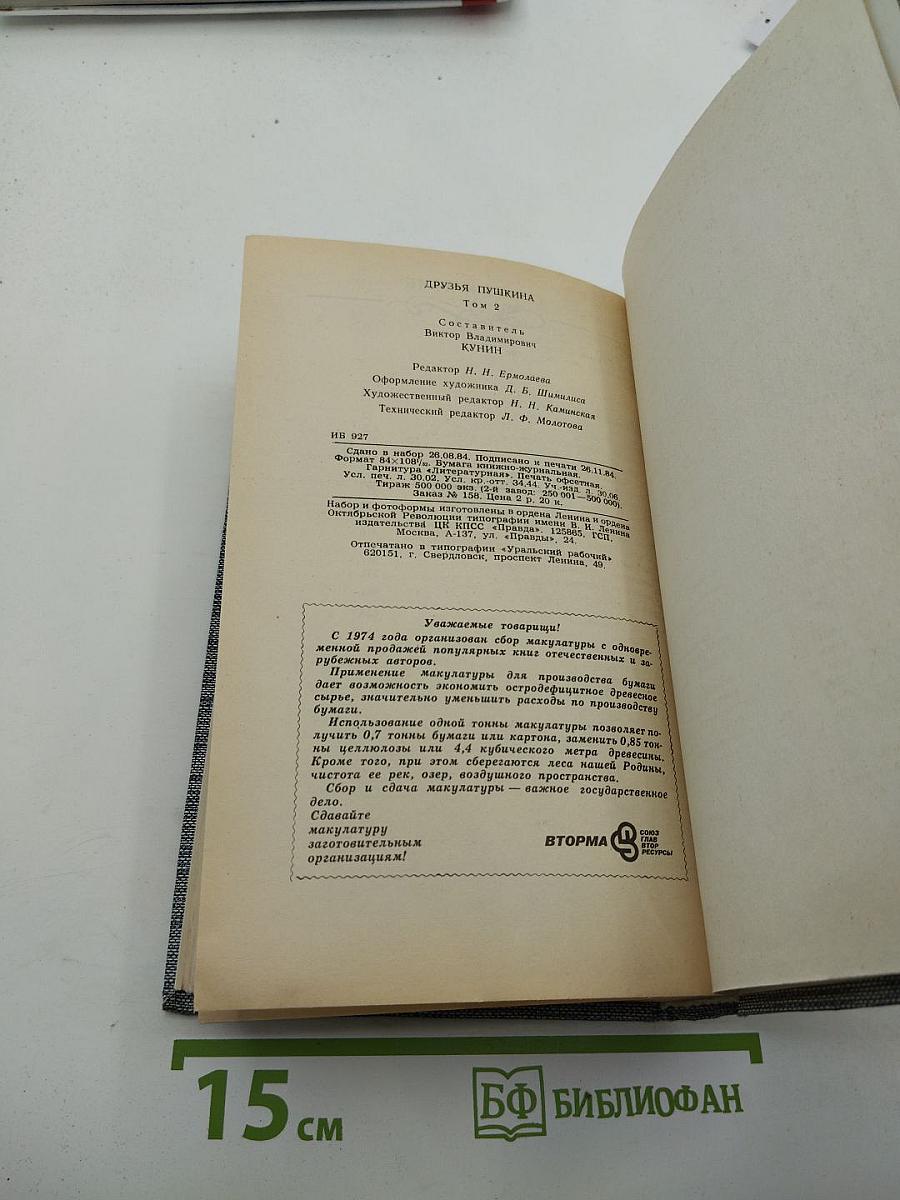 ДРУЗЬЯ ПУШКИНА
Том 2
Составитель
Виктор Владимирович
КУНИН
Редактор Н. Н. Ермолаева
Оформление художника Д. Б. Шимилиса
Художественный редактор Н. Н. Каминская
Технический редактор Л. Ф. Молотова
ИБ 927
Сдано в набор 26.08.84. Подписано к печати 26.11.84.
Формат 84×108¹/₃₂. Бумага книжно-журнальная.
Гарнитура «Литературная». Печать офсетная.
Усл. печ. л. 30.02. Усл. кр.-отт. 34,44. Уч.-изд. л. 30.06.
Тираж 500 000 экз. (2-й завод: 250 001—500 000).
Заказ № 158. Цена 2 р. 20 к.
Набор и фотоформы изготовлены в ордена Ленина и ордена
Октябрьской Революции типографии имени В. И. Ленина
издательства ЦК КПСС «Правда». 125865, ГСП,
Москва, А-137, ул. «Правды», 24.
Отпечатано в типографии «Уральский рабочий»
620151, г. Свердловск, проспект Ленина, 49.
Уважаемые товарищи!
С 1974 года организован сбор макулатуры с одновре-
менной продажей популярных книг отечественных и за-
рубежных авторов.
Применение макулатуры для производства бумаги
дает возможность экономить остродефицитное древесное
сырье, значительно уменьшить расходы по производству
бумаги.
Использование одной тонны макулатуры позволяет по-
лучить 0,7 тонны бумаги или картона, заменить 0,85 тон-
ны целлюлозы или 4,4 кубического метра древесины.
Кроме того, при этом сберегаются леса нашей Родины,
чистота ее рек, озер, воздушного пространства.
Сбор и сдача макулатуры — важное государственное
дело.
Сдавайте
макулатуру
заготовительным
организациям!
ВТОРМА
СОЮЗ
ГЛАВ
ВТОР
РЕСУРСЫ
15 см
БФ БИБЛИОФАН